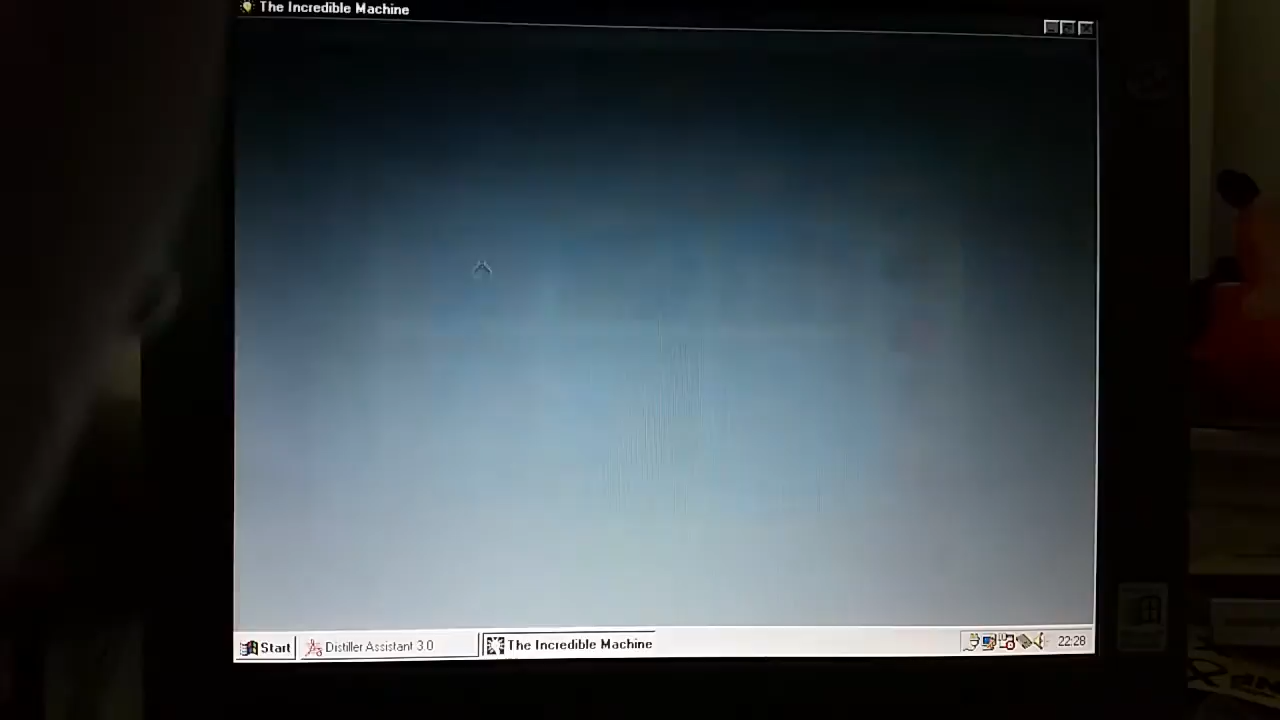 The Incredible Machine
Start
Distiller Assistant 3.0
The Incredible Machine
22:28